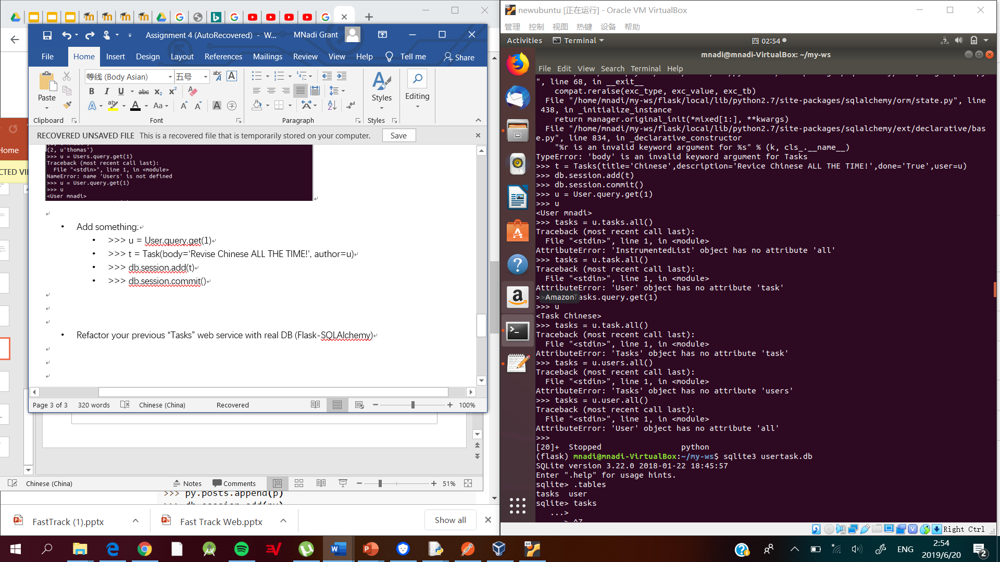 newubuntu [正在运行] - Oracle VM VirtualBox
管理 控制 视图 热键 设备 帮助
Activities Terminal 四 02:54
mnadi@mnadi-VirtualBox: ~/my-ws
File Edit View Search Terminal Help
", line 68, in __exit__
compat.reraise(exc_type, exc_value, exc_tb)
File "/home/mnadi/my-ws/flask/local/lib/python2.7/site-packages/sqlalchemy/orm/state.py", line
438, in _initialize_instance
return manager.original_init(*mixed[1:], **kwargs)
File "/home/mnadi/my-ws/flask/local/lib/python2.7/site-packages/sqlalchemy/ext/declarative/bas
e.py", line 834, in _declarative_constructor
"%r is an invalid keyword argument for %s" % (k, cls_.__name__)
TypeError: 'body' is an invalid keyword argument for Tasks
>>> t = Tasks(title='Chinese',description='Revice Chinese ALL THE TIME!',done='True',user=u)
>>> db.session.add(t)
>>> db.session.commit()
>>> u = User.query.get(1)
>>> u
<User mnadi>
>>> tasks = u.tasks.all()
Traceback (most recent call last):
File "<stdin>", line 1, in <module>
AttributeError: 'InstrumentedList' object has no attribute 'all'
>>> tasks = u.task.all()
Traceback (most recent call last):
File "<stdin>", line 1, in <module>
AttributeError: 'User' object has no attribute 'task'
Amazon
Tasks.query.get(1)
>>> u
<Task Chinese>
>>> tasks = u.task.all()
Traceback (most recent call last):
File "<stdin>", line 1, in <module>
AttributeError: 'Tasks' object has no attribute 'task'
>>> tasks = u.users.all()
Traceback (most recent call last):
File "<stdin>", line 1, in <module>
AttributeError: 'Tasks' object has no attribute 'users'
>>> tasks = u.user.all()
Traceback (most recent call last):
File "<stdin>", line 1, in <module>
AttributeError: 'User' object has no attribute 'all'
>>>
[20]+ Stopped python
(flask) mnadi@mnadi-VirtualBox:~/my-ws$ sqlite3 usertask.db
SQLite version 3.22.0 2018-01-22 18:45:57
Enter ".help" for usage hints.
sqlite> .tables
tasks user
sqlite> tasks
...>
Right Ctrl
Assignment 4 (AutoRecovered) - W... MNadi Grant
File Home Insert Design Layout References Mailings Review View Help Tell me Share
等线 (Body Asian) 五号
Paste Styles Editing
Clipboard Font Paragraph Styles
RECOVERED UNSAVED FILE This is a recovered file that is temporarily stored on your computer. Save
(2, u'thomas')
>>> u = Users.query.get(1)
Traceback (most recent call last):
File "<stdin>", line 1, in <module>
NameError: name 'Users' is not defined
>>> u = User.query.get(1)
>>> u
<User mnadi>
• Add something:
• >>> u = User.query.get(1)
• >>> t = Task(body=‘Revise Chinese ALL THE TIME!', author=u)
• >>> db.session.add(t)
• >>> db.session.commit()
• Refactor your previous “Tasks” web service with real DB (Flask-SQLAlchemy)
Page 3 of 3 320 words Chinese (China) Recovered 100%
Home
CTED VI
Chinese (China) Notes Comments 51%
>>> py.posts.append(p)
FastTrack (1).pptx Fast Track Web.pptx Show all
ENG 2:54
2019/6/20
2